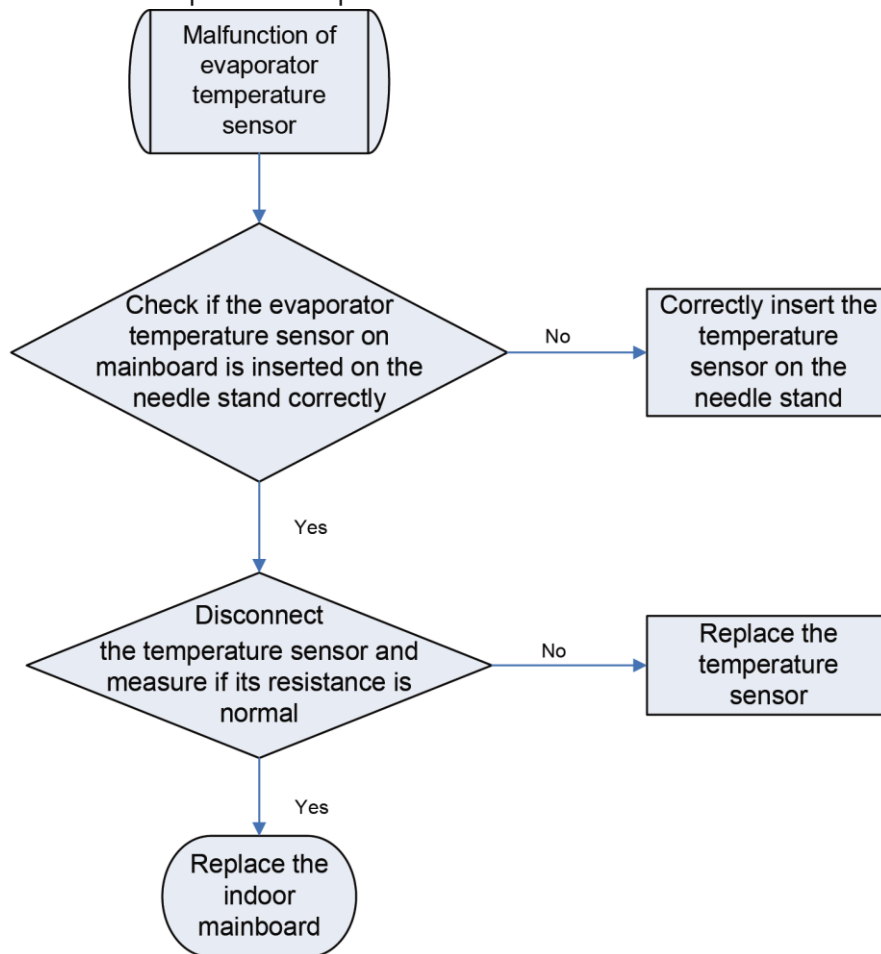 Malfunction of
evaporator
temperature
sensor
Check if the evaporator
temperature sensor on
mainboard is inserted on the
needle stand correctly
No
Correctly insert the
temperature
sensor on the
needle stand
Yes
Disconnect
the temperature sensor and
measure if its resistance is
normal
No
Replace the
temperature
sensor
Yes
Replace the
indoor
mainboard